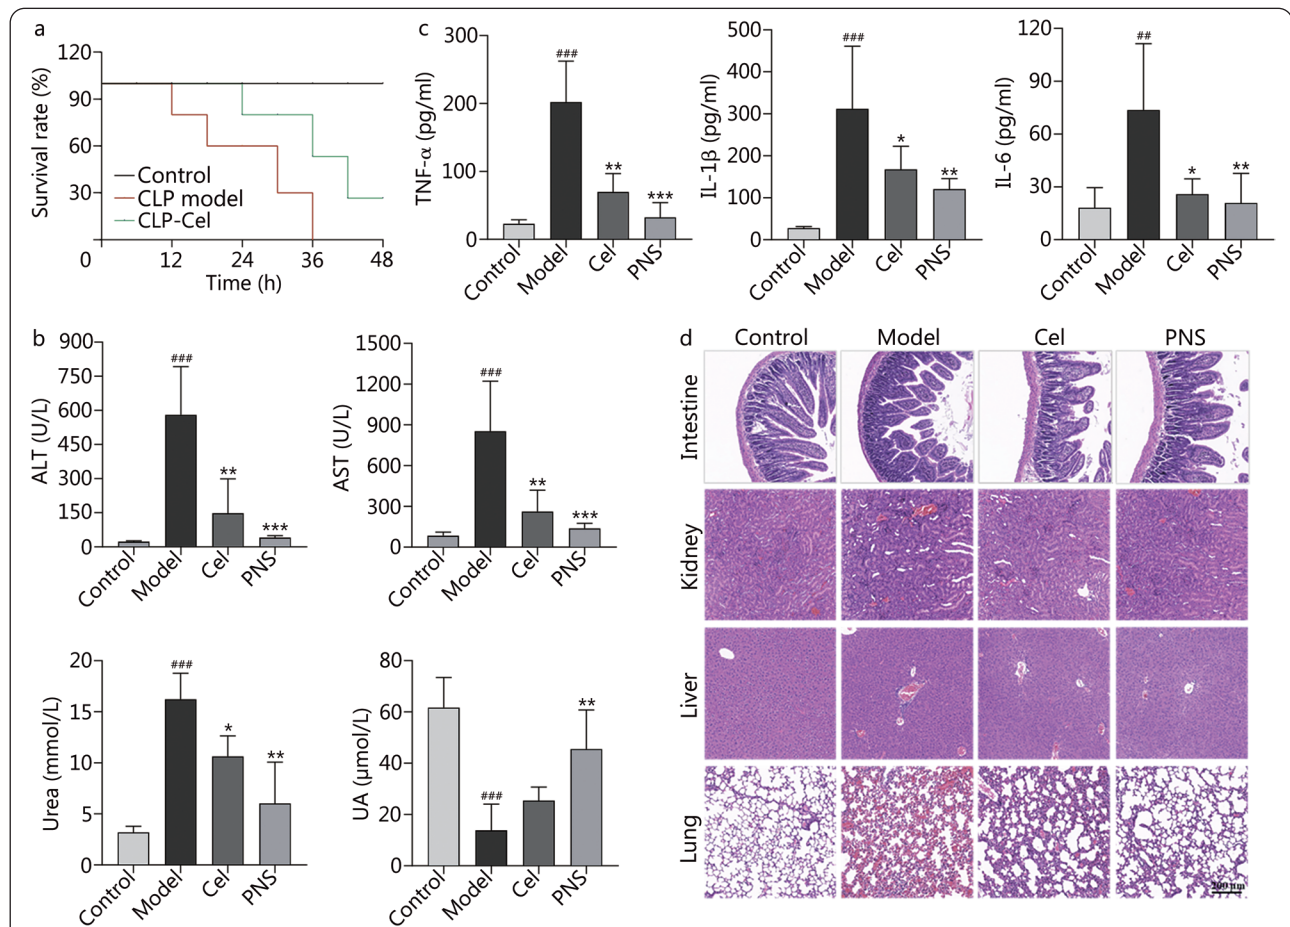 a
120
90
60
30
0
12
24
36
48
Survival rate (%)
Time (h)
Control
CLP model
CLP-Cel
c
300
200
100
0
TNF-α (pg/ml)
###
**
***
Control
Model
Cel
PNS
500
400
300
200
100
0
IL-1β (pg/ml)
###
*
**
Control
Model
Cel
PNS
120
90
60
30
0
IL-6 (pg/ml)
##
*
**
Control
Model
Cel
PNS
b
900
750
600
450
300
150
0
ALT (U/L)
###
**
***
Control
Model
Cel
PNS
1500
1200
900
600
300
0
AST (U/L)
###
**
***
Control
Model
Cel
PNS
20
15
10
5
0
Urea (mmol/L)
###
*
**
Control
Model
Cel
PNS
80
60
40
20
0
UA (μmol/L)
###
**
Control
Model
Cel
PNS
d
Control
Model
Cel
PNS
Intestine
Kidney
Liver
Lung
200 μm